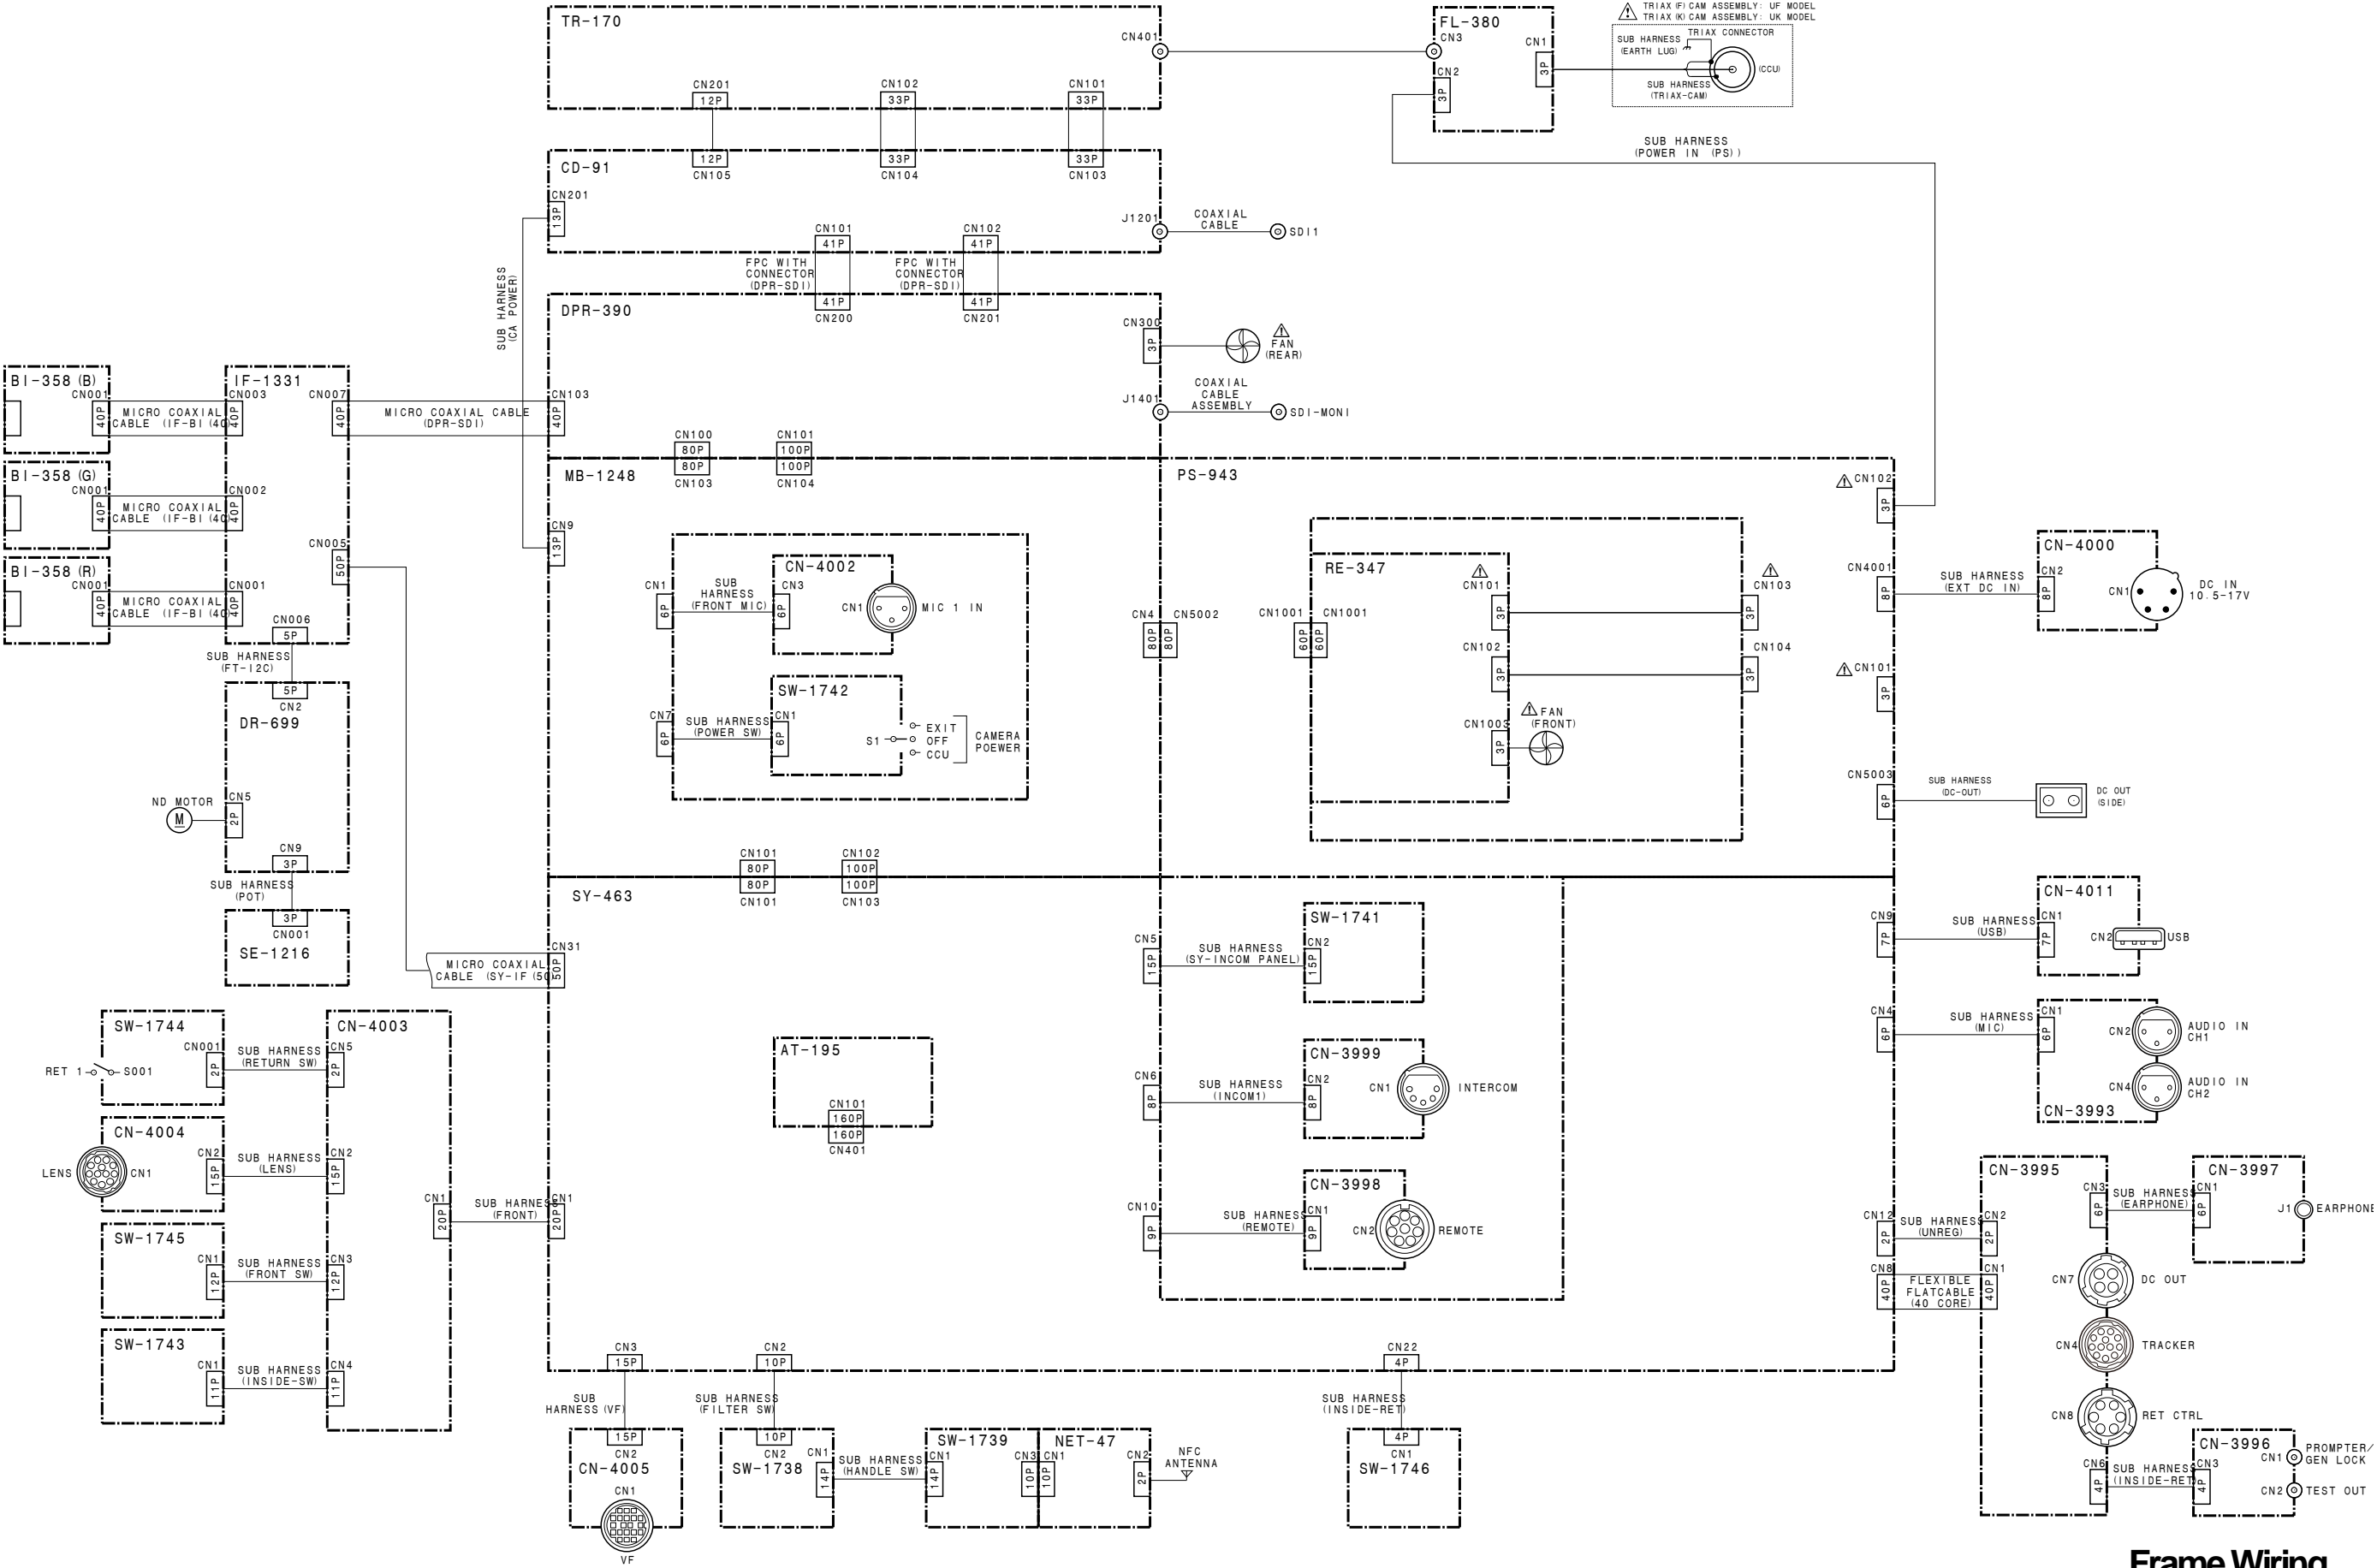 TR-170
CN401
CN201
12P
CN102
33P
CN101
33P
FL-380
CN3
CN1
3P
CN2
3P
TRIAX (F) CAM ASSEMBLY: UF MODEL
TRIAX (K) CAM ASSEMBLY: UK MODEL
SUB HARNESS
(EARTH LUG)
TRIAX CONNECTOR
(CCU)
SUB HARNESS
(TRIAX-CAM)
SUB HARNESS
(POWER IN (PS))
CD-91
12P
CN105
33P
CN104
33P
CN103
CN201
13P
CN101
41P
CN102
41P
J1201
COAXIAL
CABLE
SDI1
SUB HARNESS
(CA POWER)
FPC WITH
CONNECTOR
(DPR-SDI)
FPC WITH
CONNECTOR
(DPR-SDI)
DPR-390
41P
CN200
41P
CN201
CN300
3P
FAN
(REAR)
J1401
COAXIAL
CABLE
ASSEMBLY
SDI-MONI
CN103
40P
CN100
80P
CN101
100P
BI-358 (B)
CN001
40P
MICRO COAXIAL
CABLE (IF-BI (40)
IF-1331
CN003
40P
CN007
40P
MICRO COAXIAL CABLE
(DPR-SDI)
BI-358 (G)
CN001
40P
MICRO COAXIAL
CABLE (IF-BI (40)
CN002
40P
CN005
50P
BI-358 (R)
CN001
40P
MICRO COAXIAL
CABLE (IF-BI (40)
CN001
40P
CN006
5P
SUB HARNESS
(FT-I2C)
5P
CN2
DR-699
ND MOTOR
M
CN5
2P
CN9
3P
SUB HARNESS
(POT)
3P
CN001
SE-1216
MB-1248
80P
CN103
100P
CN104
CN9
13P
CN1
6P
SUB
HARNESS
(FRONT MIC)
CN-4002
CN3
6P
CN1
MIC 1 IN
CN7
6P
SUB HARNESS
(POWER SW)
SW-1742
CN1
6P
S1
EXIT
OFF
CCU
CAMERA
POEWER
CN4
80P
CN5002
80P
CN101
80P
CN102
100P
PS-943
CN102
3P
RE-347
CN1001
60P
CN1001
60P
CN101
3P
CN103
3P
CN102
3P
CN104
3P
CN1003
3P
FAN
(FRONT)
CN4001
8P
SUB HARNESS
(EXT DC IN)
CN-4000
CN2
8P
CN1
DC IN
10.5-17V
CN101
3P
CN5003
6P
SUB HARNESS
(DC-OUT)
DC OUT
(SIDE)
SY-463
80P
CN101
100P
CN103
CN31
50P
MICRO COAXIAL
CABLE (SY-IF (50
AT-195
CN101
160P
160P
CN401
CN5
15P
SUB HARNESS
(SY-INCOM PANEL)
SW-1741
CN2
15P
CN6
8P
SUB HARNESS
(INCOM1)
CN-3999
CN2
8P
CN1
INTERCOM
CN10
9P
SUB HARNESS
(REMOTE)
CN-3998
CN1
9P
CN2
REMOTE
CN9
7P
SUB HARNESS
(USB)
CN-4011
CN1
7P
CN2
USB
CN4
6P
SUB HARNESS
(MIC)
CN1
6P
CN2
AUDIO IN
CH1
CN4
AUDIO IN
CH2
CN-3993
SW-1744
RET 1
S001
CN001
2P
SUB HARNESS
(RETURN SW)
CN-4003
CN5
2P
CN-4004
LENS
CN1
CN2
15P
SUB HARNESS
(LENS)
CN2
15P
SW-1745
CN1
12P
SUB HARNESS
(FRONT SW)
CN3
12P
SW-1743
CN1
11P
SUB HARNESS
(INSIDE-SW)
CN4
11P
CN1
20P
SUB HARNESS
(FRONT)
CN1
20P
CN12
2P
SUB HARNESS
(UNREG)
CN8
40P
FLEXIBLE
FLATCABLE
(40 CORE)
CN-3995
CN2
2P
CN1
40P
CN3
6P
SUB HARNESS
(EARPHONE)
CN-3997
CN1
6P
J1
EARPHONE
CN7
DC OUT
CN4
TRACKER
CN8
RET CTRL
CN6
4P
SUB HARNESS
(INSIDE-RET)
CN-3996
CN3
4P
CN1
PROMPTER/
GEN LOCK
CN2
TEST OUT
CN3
15P
CN2
10P
CN22
4P
SUB
HARNESS (VF)
15P
CN2
CN-4005
CN1
VF
SUB HARNESS
(FILTER SW)
10P
CN2
SW-1738
CN1
14P
SUB HARNESS
(HANDLE SW)
SW-1739
CN1
14P
CN3
10P
NET-47
CN1
10P
CN2
2P
NFC
ANTENNA
SUB HARNESS
(INSIDE-RET)
4P
CN1
SW-1746
Frame Wiring